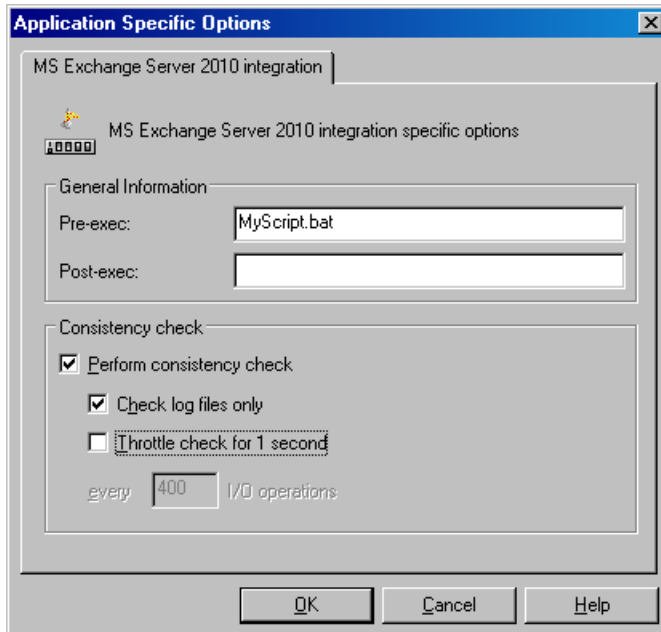 Application Specific Options
MS Exchange Server 2010 integration
MS Exchange Server 2010 integration specific options
General Information
Pre-exec: MyScript.bat
Post-exec:
Consistency check
Perform consistency check
Check log files only
Throttle check for 1 second
every 400 I/O operations
OK Cancel Help